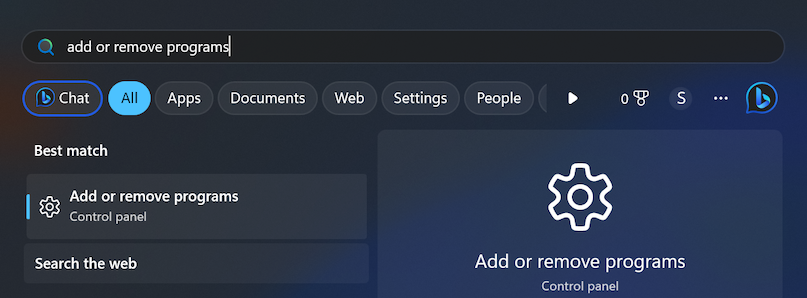 add or remove programs
Chat All Apps Documents Web Settings People 0 S ...
Best match
Add or remove programs
Control panel
Search the web
Add or remove programs
Control panel